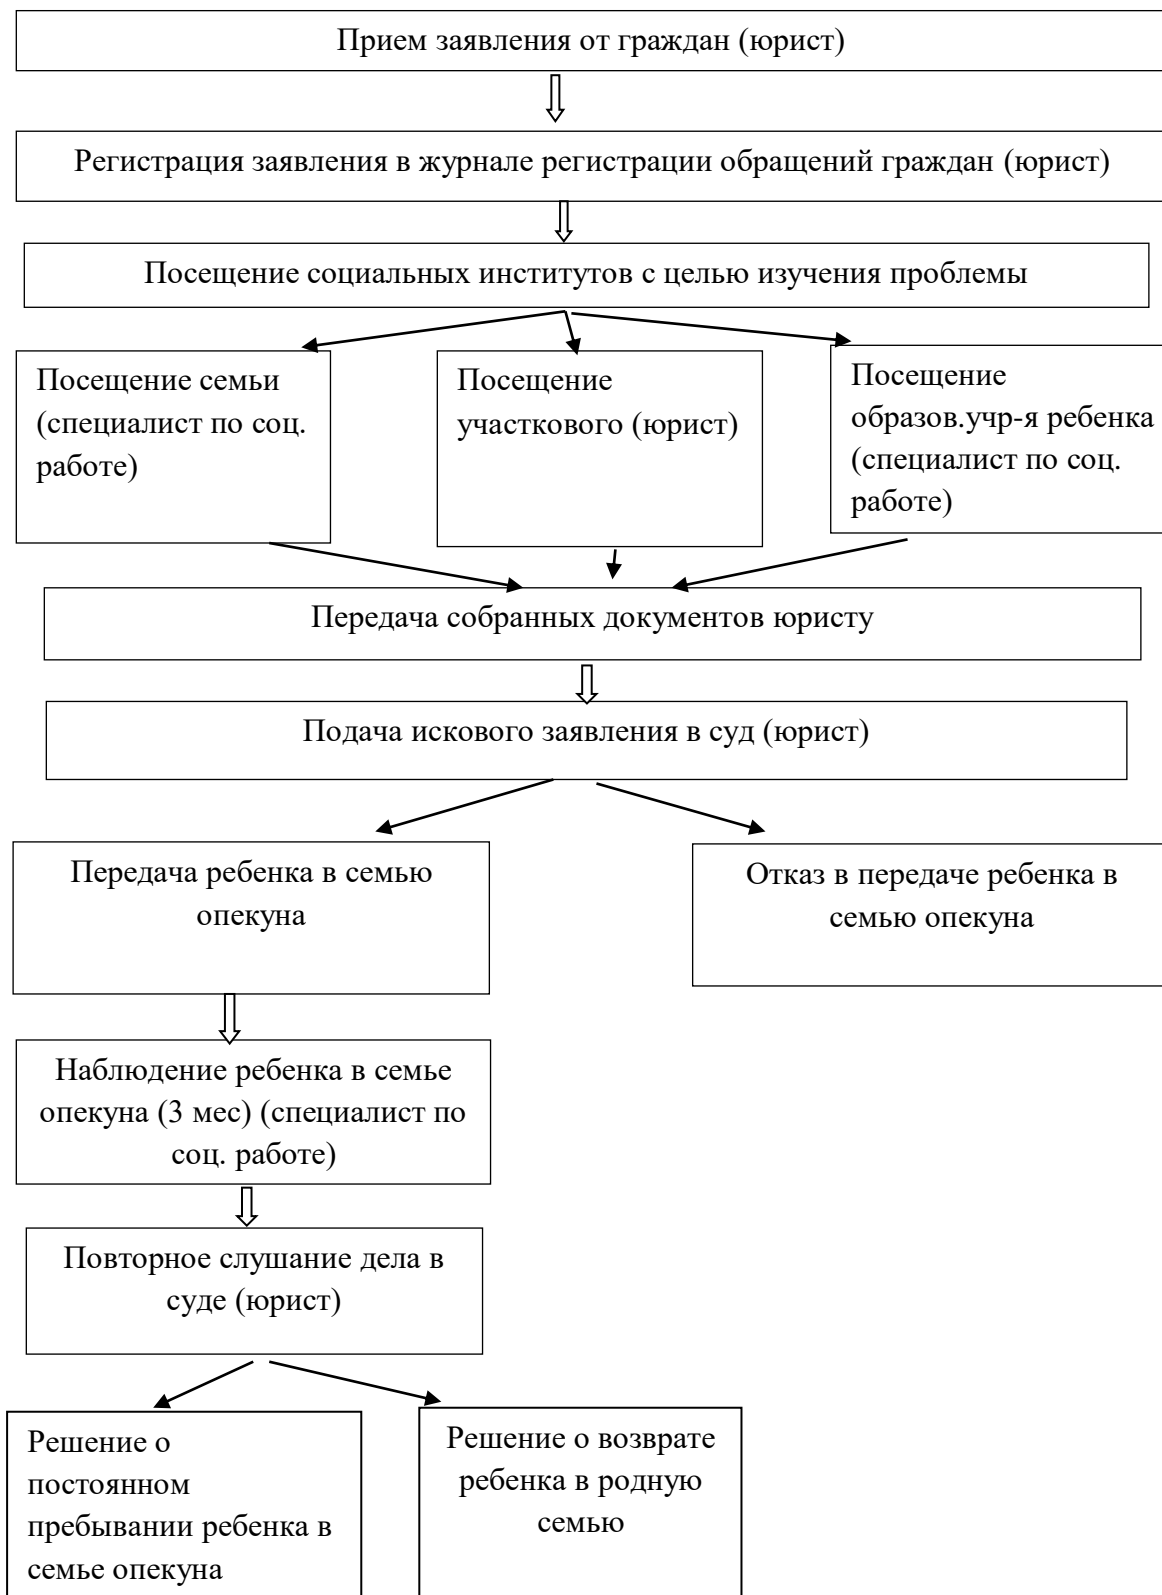 Прием заявления от граждан (юрист)
Регистрация заявления в журнале регистрации обращений граждан (юрист)
Посещение социальных институтов с целью изучения проблемы
Посещение семьи
(специалист по соц.
работе)
Посещение
участкового (юрист)
Посещение
образов.учр-я ребенка
(специалист по соц.
работе)
Передача собранных документов юристу
Подача искового заявления в суд (юрист)
Передача ребенка в семью
опекуна
Отказ в передаче ребенка в
семью опекуна
Наблюдение ребенка в семье
опекуна (3 мес) (специалист по
соц. работе)
Повторное слушание дела в
суде (юрист)
Решение о
постоянном
пребывании ребенка в
семье опекуна
Решение о возврате
ребенка в родную
семью